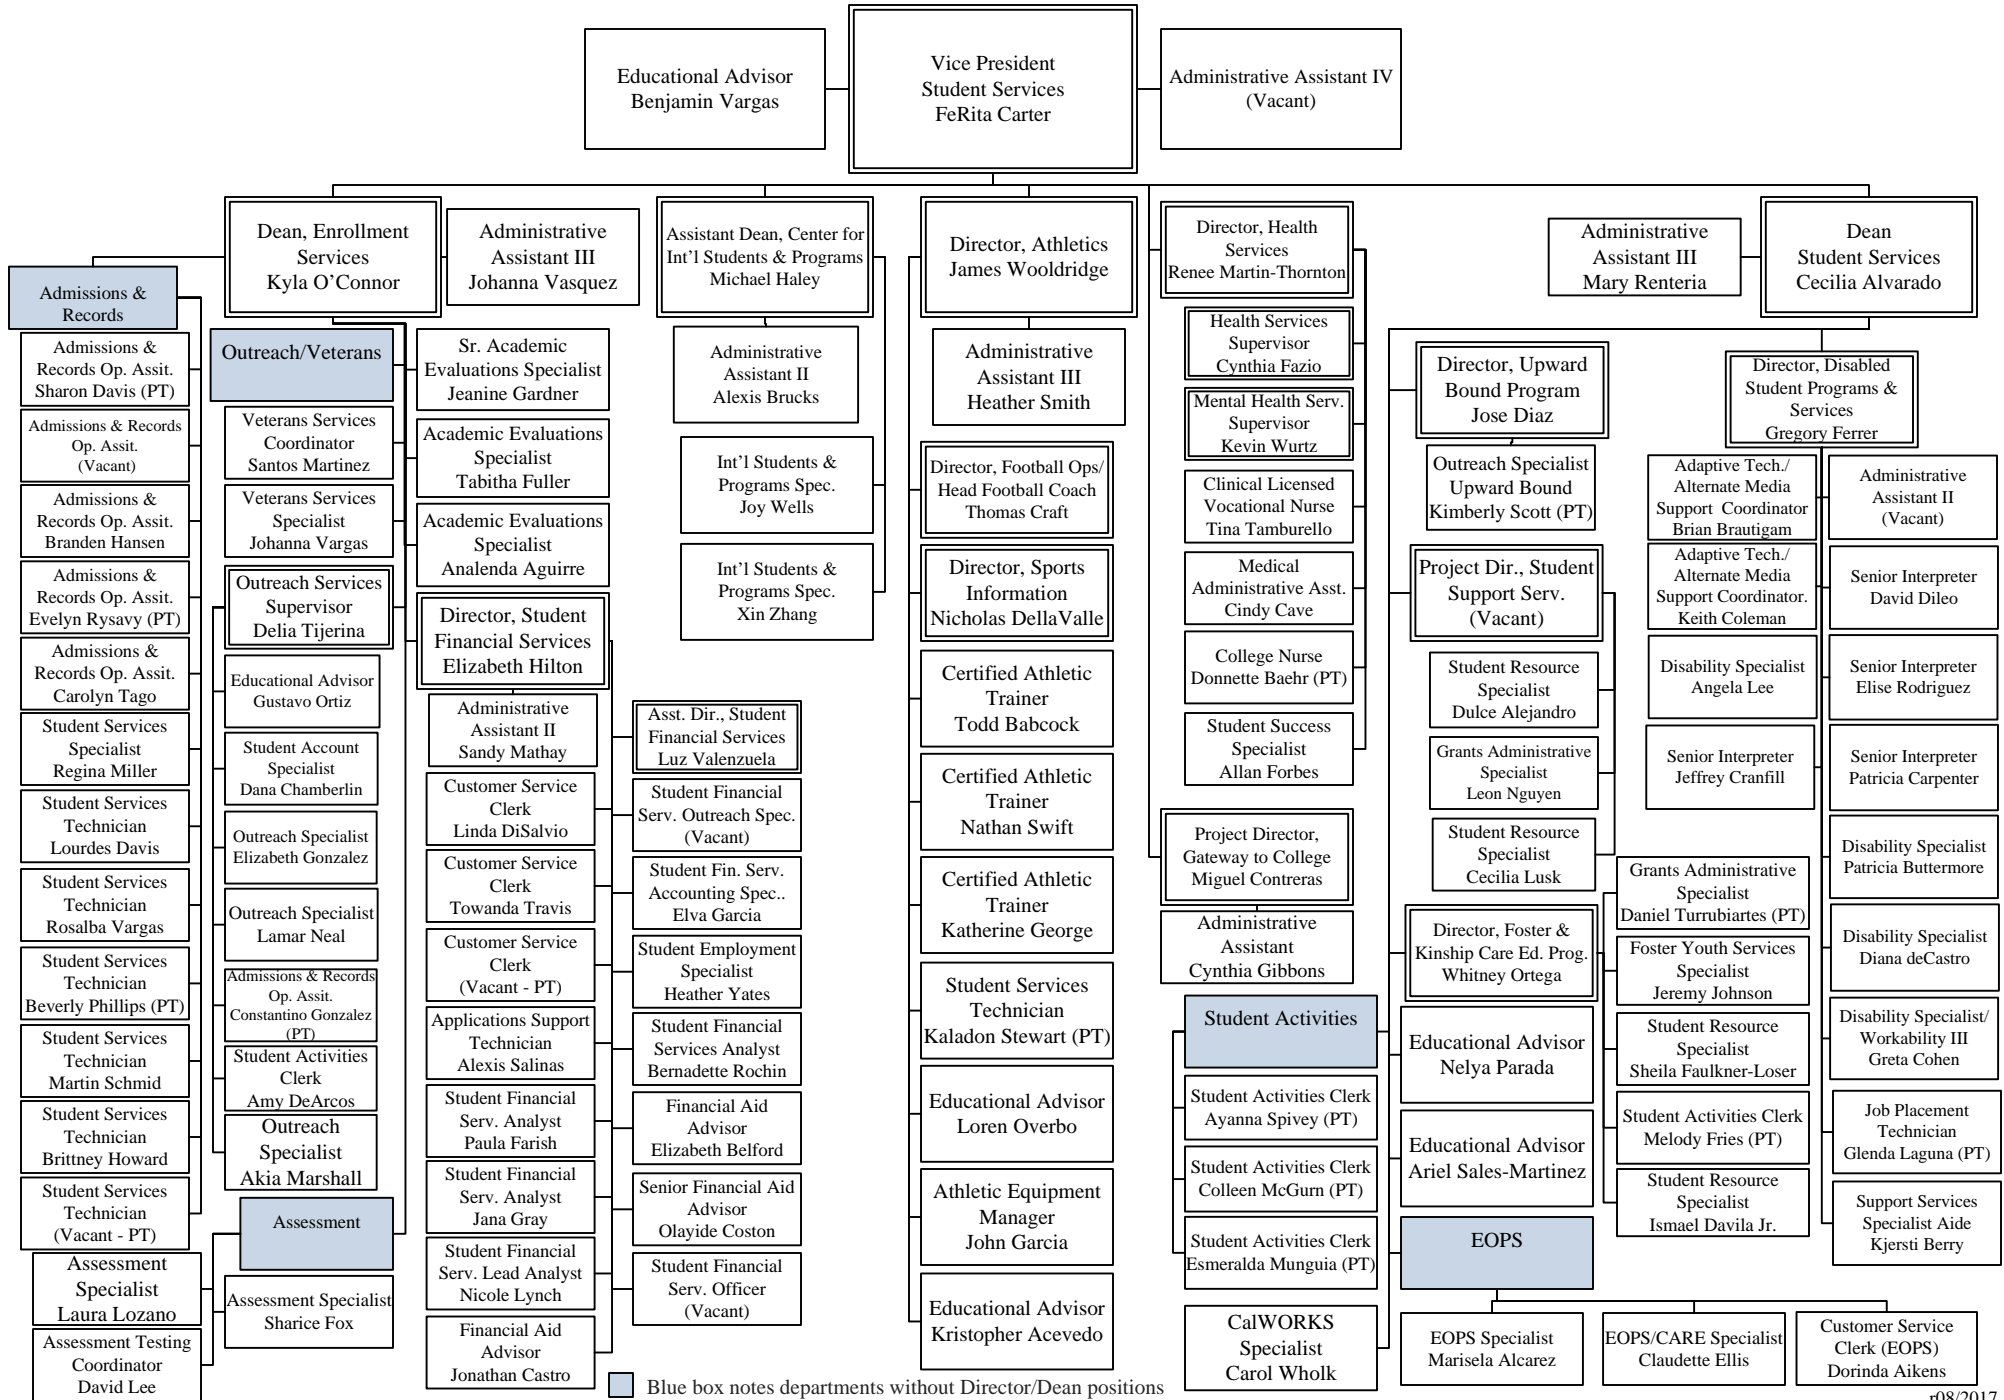 Educational Advisor
Benjamin Vargas
Vice President
Student Services
FeRita Carter
Administrative Assistant IV
(Vacant)
Dean, Enrollment
Services
Kyla O'Connor
Administrative
Assistant III
Johanna Vasquez
Assistant Dean, Center for
Int'l Students & Programs
Michael Haley
Director, Athletics
James Wooldridge
Director, Health
Services
Renee Martin-Thornton
Administrative
Assistant III
Mary Renteria
Dean
Student Services
Cecilia Alvarado
Admissions &
Records
Admissions &
Records Op. Assit.
Sharon Davis (PT)
Admissions & Records
Op. Assit.
(Vacant)
Admissions &
Records Op. Assit.
Branden Hansen
Admissions &
Records Op. Assit.
Evelyn Rysavy (PT)
Admissions &
Records Op. Assit.
Carolyn Tago
Student Services
Specialist
Regina Miller
Student Services
Technician
Lourdes Davis
Student Services
Technician
Rosalba Vargas
Student Services
Technician
Beverly Phillips (PT)
Student Services
Technician
Martin Schmid
Student Services
Technician
Brittney Howard
Student Services
Technician
(Vacant - PT)
Outreach/Veterans
Veterans Services
Coordinator
Santos Martinez
Veterans Services
Specialist
Johanna Vargas
Outreach Services
Supervisor
Delia Tijerina
Educational Advisor
Gustavo Ortiz
Student Account
Specialist
Dana Chamberlin
Outreach Specialist
Elizabeth Gonzalez
Outreach Specialist
Lamar Neal
Admissions & Records
Op. Assit.
Constantino Gonzalez
(PT)
Student Activities
Clerk
Amy DeArcos
Outreach
Specialist
Akia Marshall
Assessment
Assessment
Specialist
Laura Lozano
Assessment Specialist
Sharice Fox
Assessment Testing
Coordinator
David Lee
Sr. Academic
Evaluations Specialist
Jeanine Gardner
Academic Evaluations
Specialist
Tabitha Fuller
Academic Evaluations
Specialist
Analenda Aguirre
Director, Student
Financial Services
Elizabeth Hilton
Administrative
Assistant II
Sandy Mathay
Customer Service
Clerk
Linda DiSalvio
Customer Service
Clerk
Towanda Travis
Customer Service
Clerk
(Vacant - PT)
Applications Support
Technician
Alexis Salinas
Student Financial
Serv. Analyst
Paula Farish
Student Financial
Serv. Analyst
Jana Gray
Student Financial
Serv. Lead Analyst
Nicole Lynch
Financial Aid
Advisor
Jonathan Castro
Asst. Dir., Student
Financial Services
Luz Valenzuela
Student Financial
Serv. Outreach Spec.
(Vacant)
Student Fin. Serv.
Accounting Spec..
Elva Garcia
Student Employment
Specialist
Heather Yates
Student Financial
Services Analyst
Bernadette Rochin
Financial Aid
Advisor
Elizabeth Belford
Senior Financial Aid
Advisor
Olayide Coston
Student Financial
Serv. Officer
(Vacant)
Administrative
Assistant II
Alexis Brucks
Int'l Students &
Programs Spec.
Joy Wells
Int'l Students &
Programs Spec.
Xin Zhang
Administrative
Assistant III
Heather Smith
Director, Football Ops/
Head Football Coach
Thomas Craft
Director, Sports
Information
Nicholas DellaValle
Certified Athletic
Trainer
Todd Babcock
Certified Athletic
Trainer
Nathan Swift
Certified Athletic
Trainer
Katherine George
Student Services
Technician
Kaladon Stewart (PT)
Educational Advisor
Loren Overbo
Athletic Equipment
Manager
John Garcia
Educational Advisor
Kristopher Acevedo
Health Services
Supervisor
Cynthia Fazio
Mental Health Serv.
Supervisor
Kevin Wurtz
Clinical Licensed
Vocational Nurse
Tina Tamburello
Medical
Administrative Asst.
Cindy Cave
College Nurse
Donnette Baehr (PT)
Student Success
Specialist
Allan Forbes
Project Director,
Gateway to College
Miguel Contreras
Administrative
Assistant
Cynthia Gibbons
Student Activities
Student Activities Clerk
Ayanna Spivey (PT)
Student Activities Clerk
Colleen McGurn (PT)
Student Activities Clerk
Esmeralda Munguia (PT)
CalWORKS
Specialist
Carol Wholk
Director, Upward
Bound Program
Jose Diaz
Outreach Specialist
Upward Bound
Kimberly Scott (PT)
Project Dir., Student
Support Serv.
(Vacant)
Student Resource
Specialist
Dulce Alejandro
Grants Administrative
Specialist
Leon Nguyen
Student Resource
Specialist
Cecilia Lusk
Director, Foster &
Kinship Care Ed. Prog.
Whitney Ortega
Educational Advisor
Nelya Parada
Educational Advisor
Ariel Sales-Martinez
EOPS
EOPS Specialist
Marisela Alcarez
EOPS/CARE Specialist
Claudette Ellis
Customer Service
Clerk (EOPS)
Dorinda Aikens
Grants Administrative
Specialist
Daniel Turrubiartes (PT)
Foster Youth Services
Specialist
Jeremy Johnson
Student Resource
Specialist
Sheila Faulkner-Loser
Student Activities Clerk
Melody Fries (PT)
Student Resource
Specialist
Ismael Davila Jr.
Director, Disabled
Student Programs &
Services
Gregory Ferrer
Adaptive Tech./
Alternate Media
Support Coordinator
Brian Brautigam
Adaptive Tech./
Alternate Media
Support Coordinator.
Keith Coleman
Disability Specialist
Angela Lee
Senior Interpreter
Jeffrey Cranfill
Administrative
Assistant II
(Vacant)
Senior Interpreter
David Dileo
Senior Interpreter
Elise Rodriguez
Senior Interpreter
Patricia Carpenter
Disability Specialist
Patricia Buttermore
Disability Specialist
Diana deCastro
Disability Specialist/
Workability III
Greta Cohen
Job Placement
Technician
Glenda Laguna (PT)
Support Services
Specialist Aide
Kjersti Berry
Blue box notes departments without Director/Dean positions
r08/2017